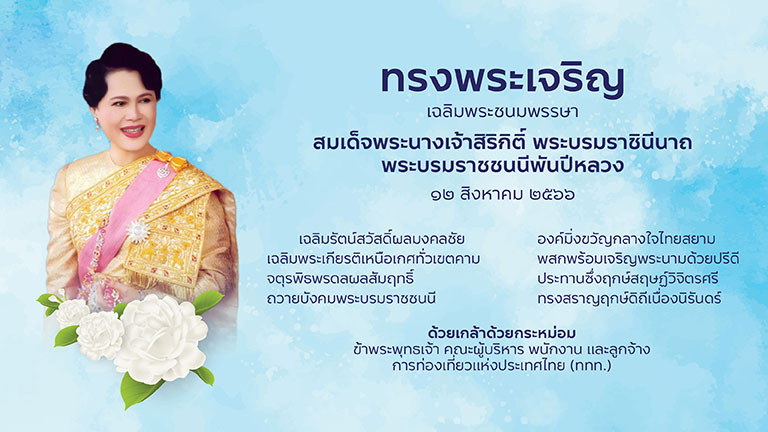 ทรงพระเจริญ
เฉลิมพระชนมพรรษา
สมเด็จพระนางเจ้าสิริกิติ์ พระบรมราชินีนาถ
พระบรมราชชนนีพันปีหลวง
๑๒ สิงหาคม ๒๕๖๖
เฉลิมรัตน์สวัสดิ์ผลมงคลชัย องค์มิ่งขวัญกลางใจไทยสยาม
เฉลิมพระเกียรติเหนือเกศทั่วเขตคาม พสกพร้อมเจริญพระนามด้วยปรีดี
จตุรพิธพรดลผลสัมฤทธิ์ ประทานซึ่งฤกษ์สฤษฏ์วิจิตรศรี
ถวายบังคมพระบรมราชชนนี ทรงสราญฤกษ์ดิถีเนื่องนิรันดร์
ด้วยเกล้าด้วยกระหม่อม
ข้าพระพุทธเจ้า คณะผู้บริหาร พนักงาน และลูกจ้าง
การท่องเที่ยวแห่งประเทศไทย (ททท.)